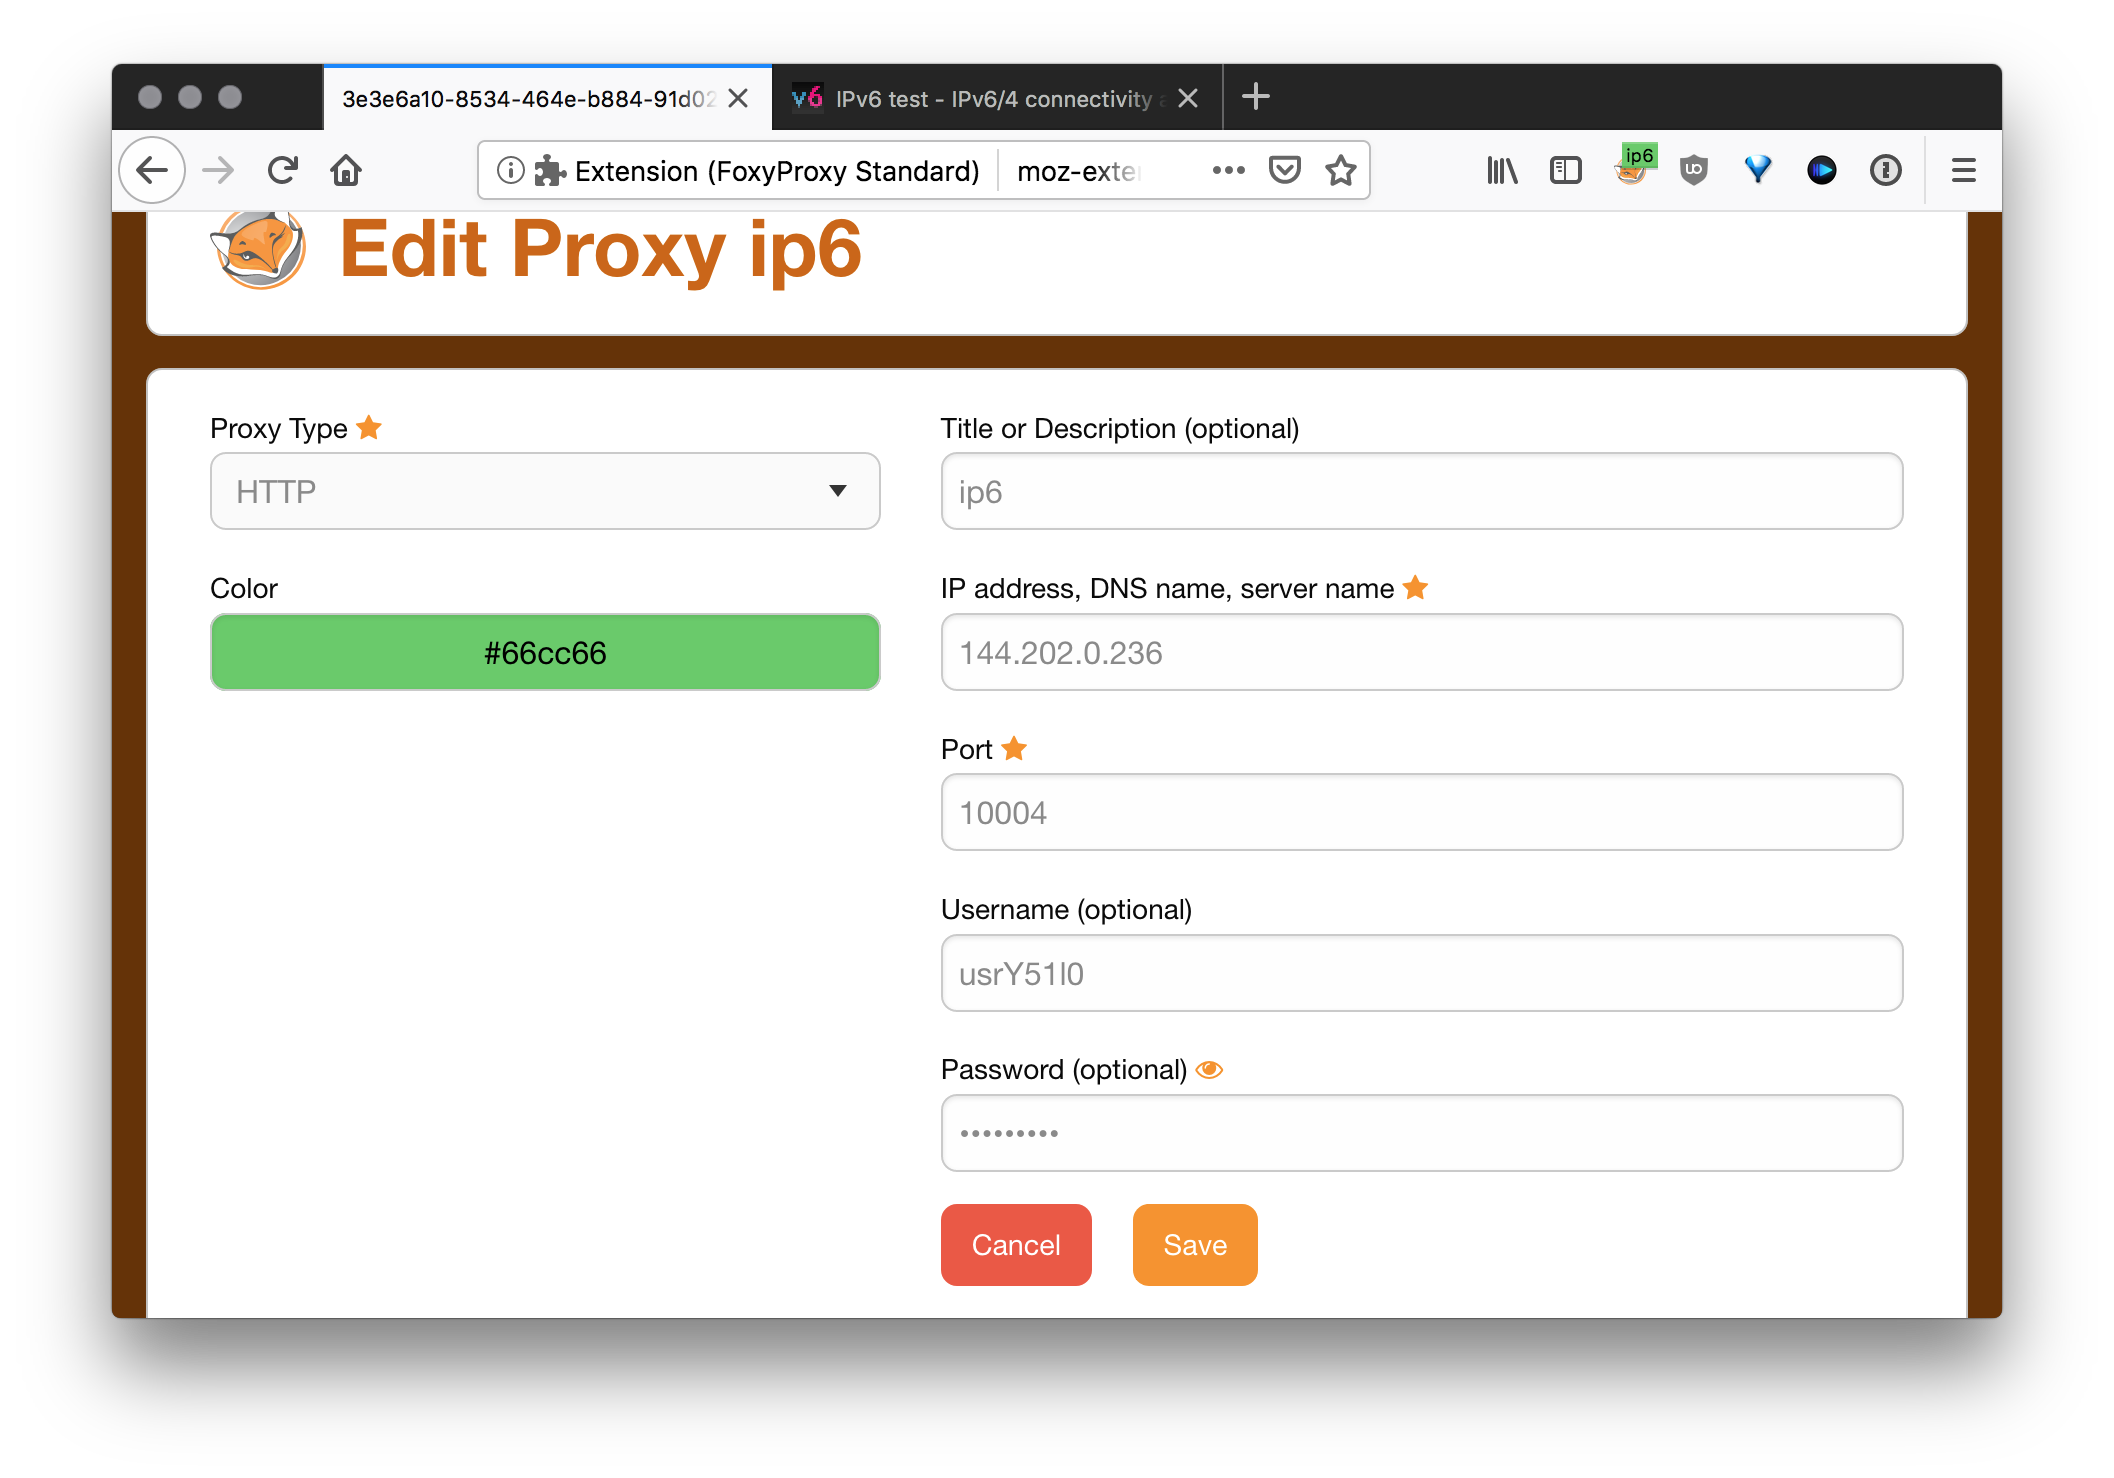 3e3e6a10-8534-464e-b884-91d02
v6 IPv6 test - IPv6/4 connectivity
Extension (FoxyProxy Standard) moz-exte
ip6
Edit Proxy ip6
Proxy Type
HTTP
Color
#66cc66
Title or Description (optional)
ip6
IP address, DNS name, server name
144.202.0.236
Port
10004
Username (optional)
usrY51l0
Password (optional)
•••••••••
Cancel
Save